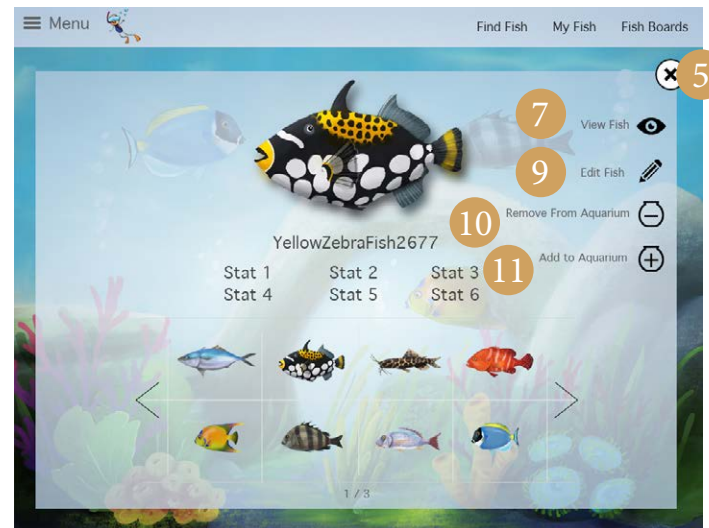 Menu Find Fish My Fish Fish Boards
5
7 View Fish
9 Edit Fish
10 Remove From Aquarium
11 Add to Aquarium
YellowZebraFish2677
Stat 1 Stat 2 Stat 3
Stat 4 Stat 5 Stat 6
1 / 3